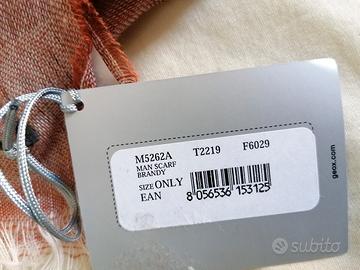 M5262A T2219 F6029
MAN SCARF
BRANDY
SIZE ONLY
EAN 8 056536 153125
geox.com
subito